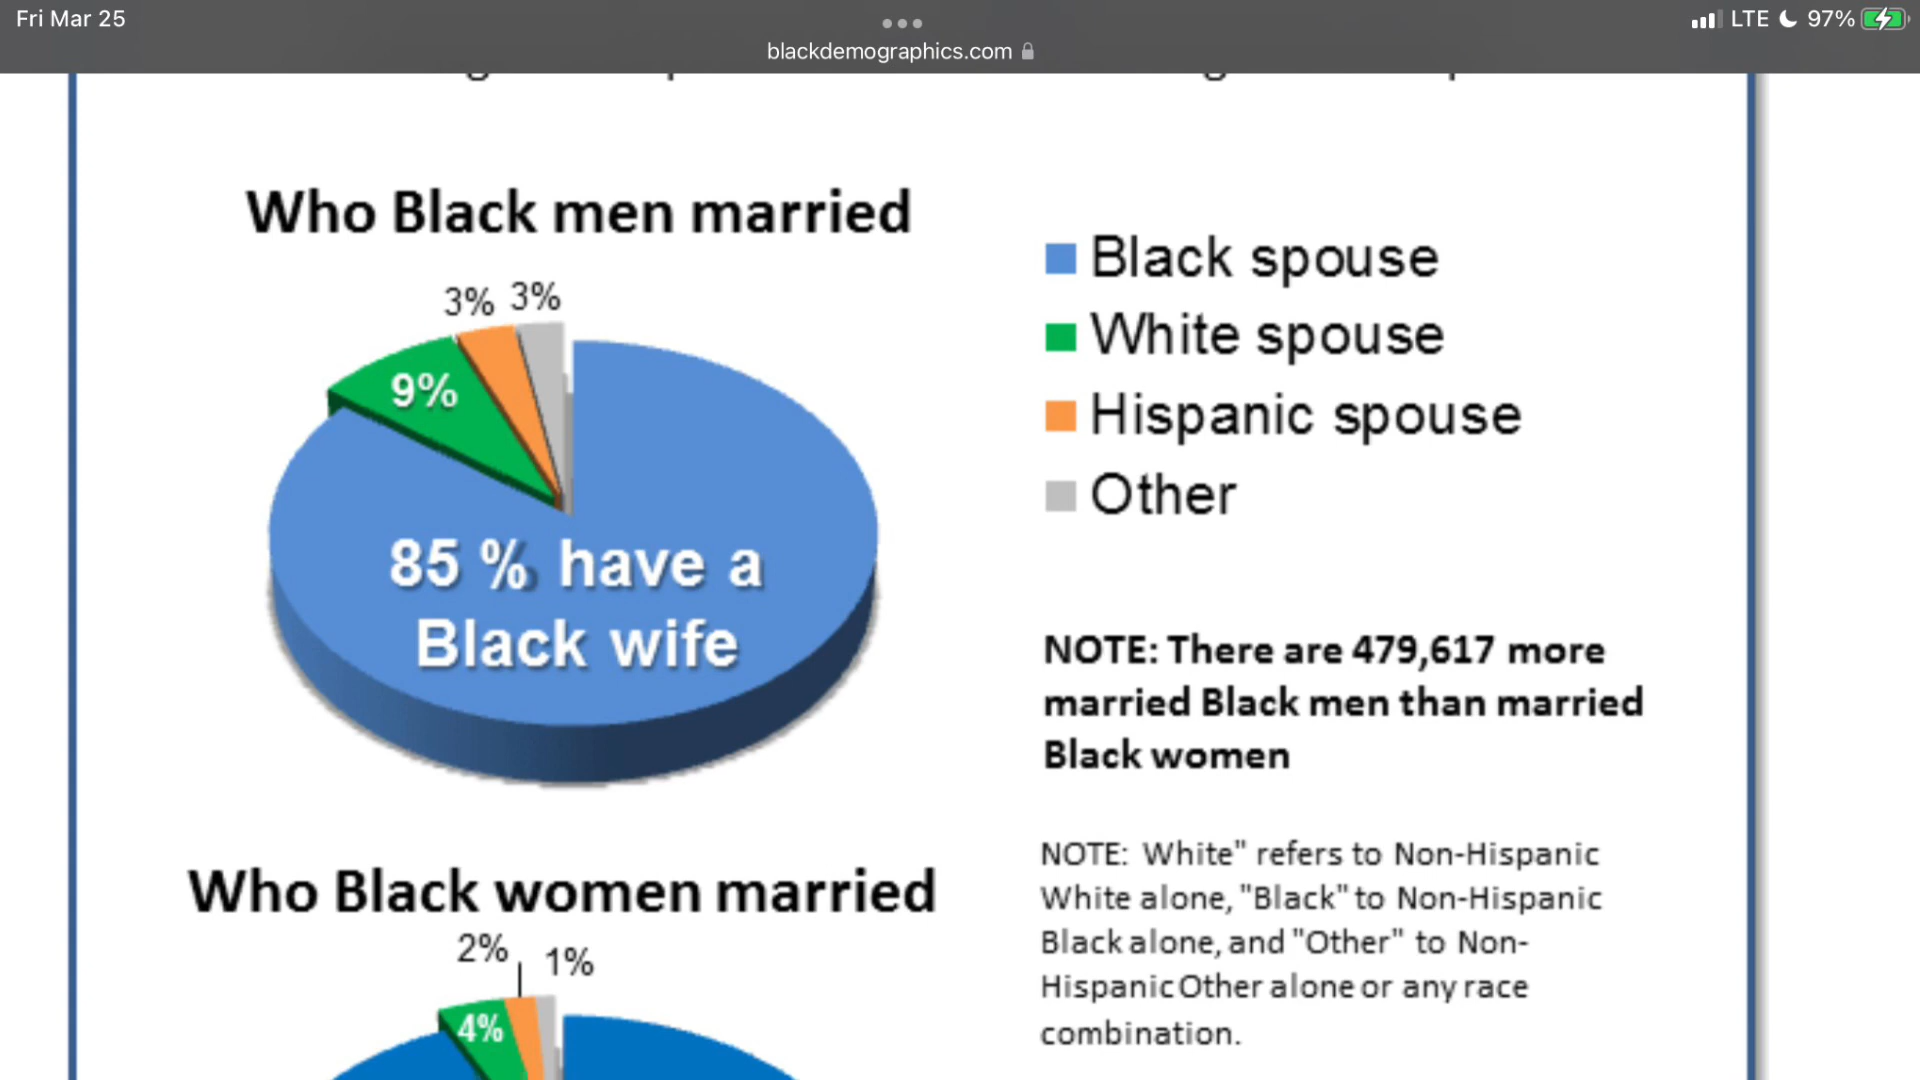 Fri Mar 25
LTE 97%
blackdemographics.com
Who Black men married
3% 3%
9%
85 % have a
Black wife
Black spouse
White spouse
Hispanic spouse
Other
NOTE: There are 479,617 more
married Black men than married
Black women
NOTE: White" refers to Non-Hispanic
White alone, "Black" to Non-Hispanic
Black alone, and "Other" to Non-
Hispanic Other alone or any race
combination.
Who Black women married
2% 1%
4%